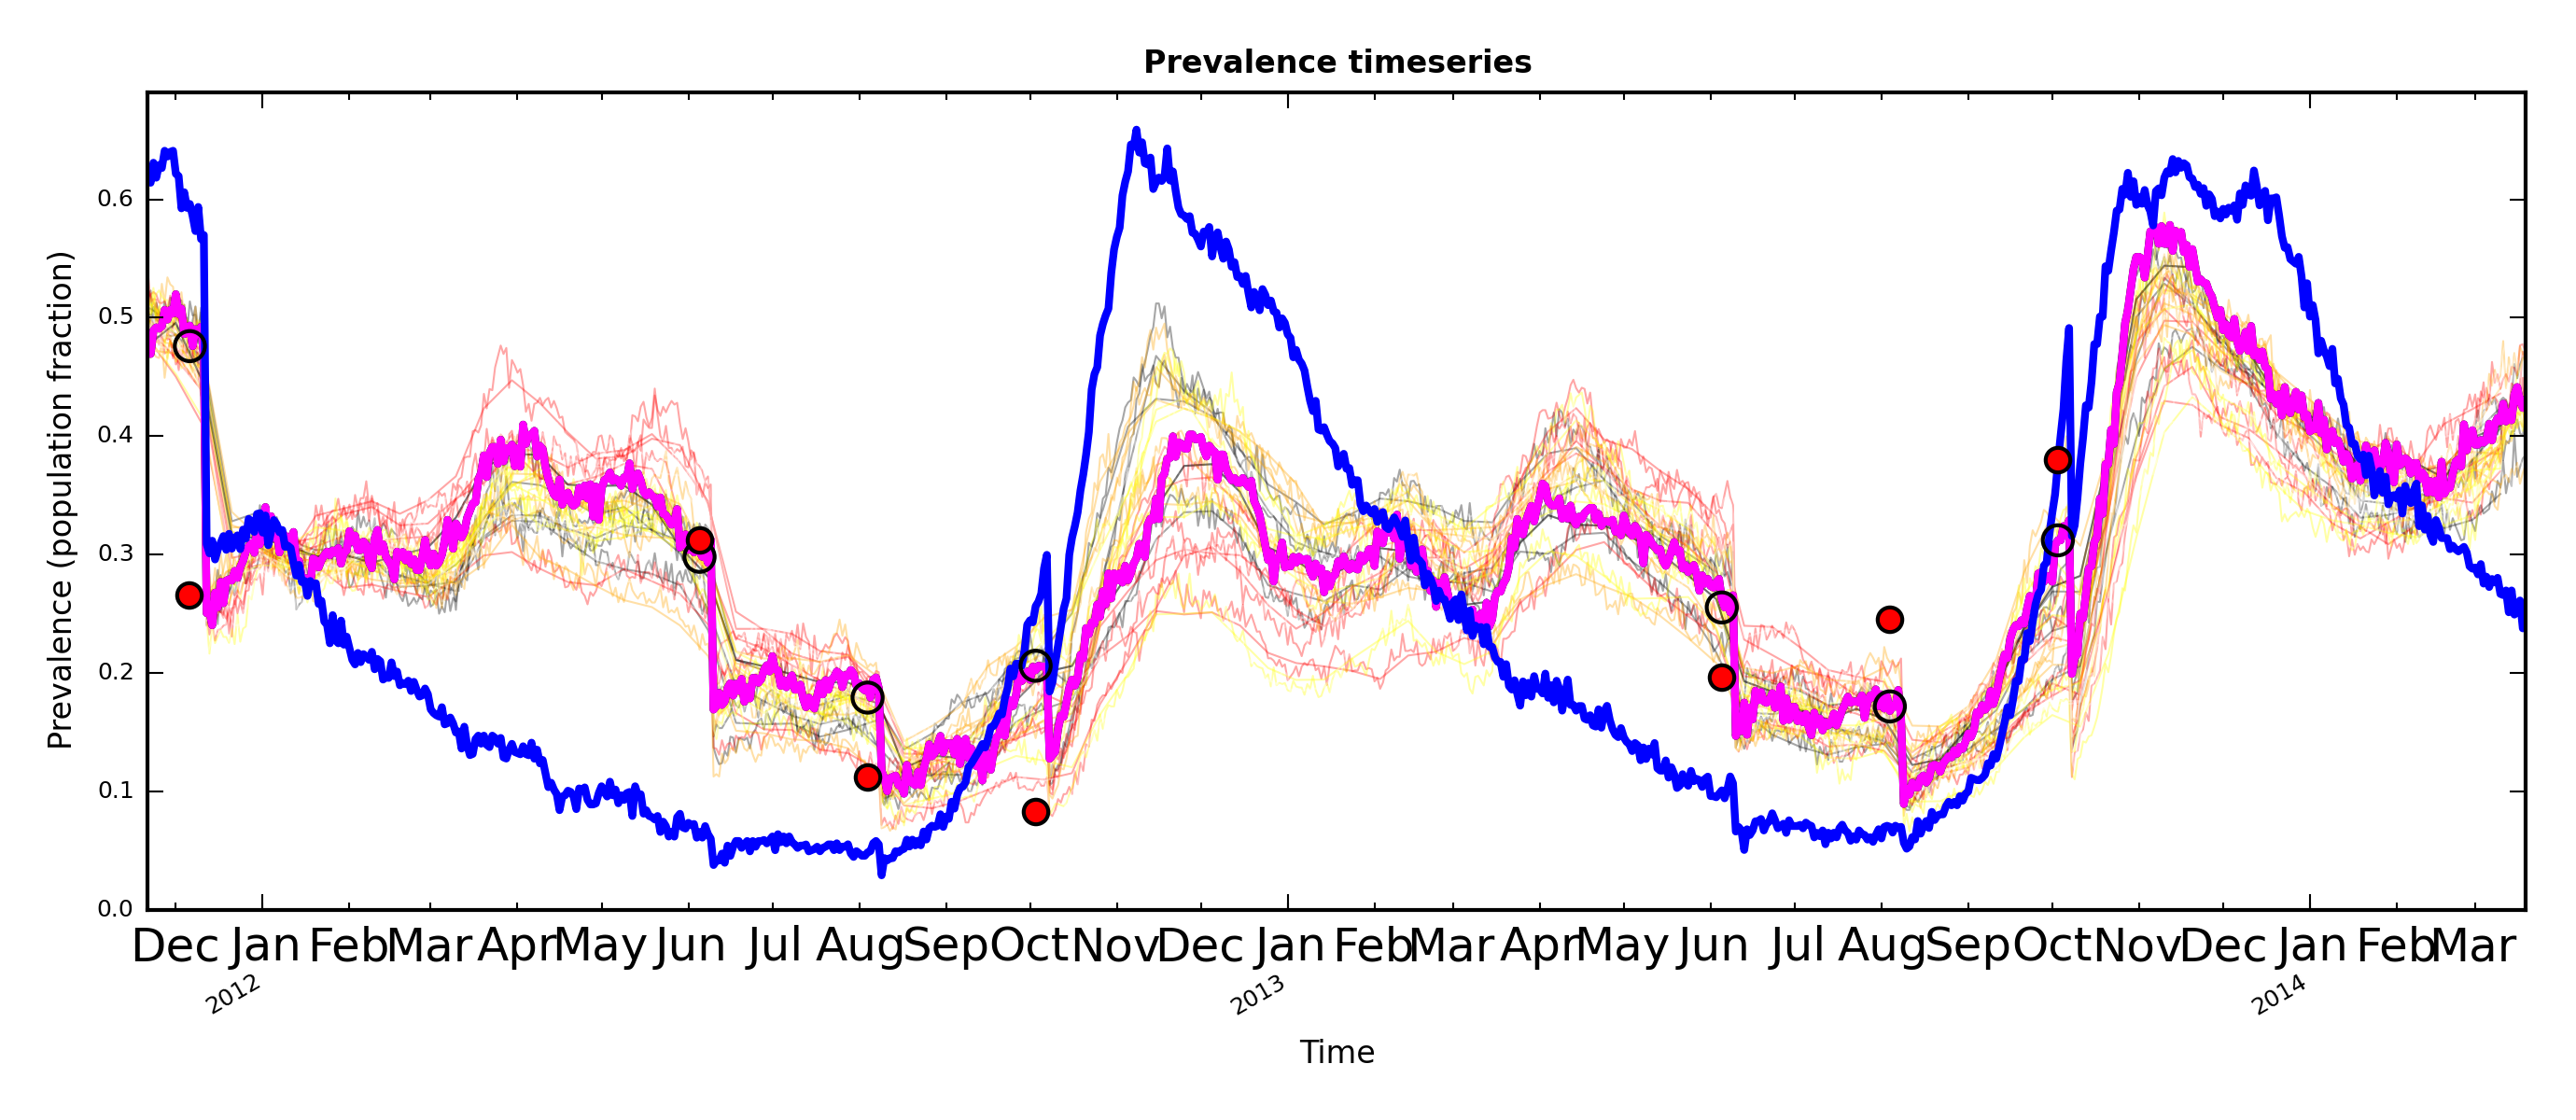 Prevalence timeseries
Prevalence (population fraction)
0.6
0.5
0.4
0.3
0.2
0.1
0.0
Dec Jan Feb Mar Apr May Jun Jul Aug Sep Oct Nov Dec Jan Feb Mar Apr May Jun Jul Aug Sep Oct Nov Dec Jan Feb Mar
2012 2013 2014
Time